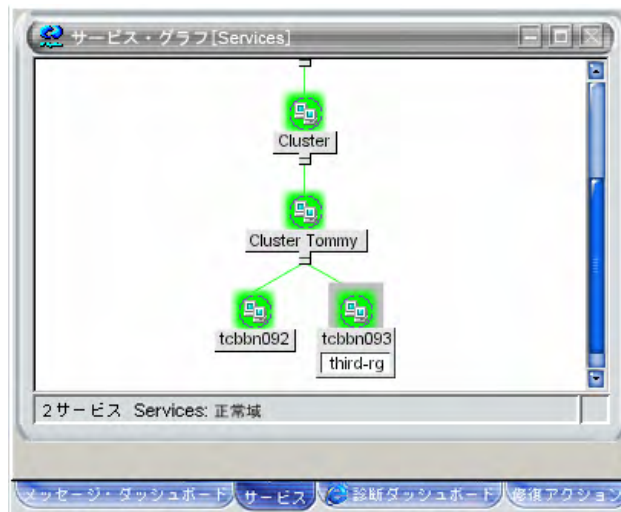 サービス・グラフ[Services]
Cluster
Cluster Tommy
tcbbn092
tcbbn093
third-rg
2サービス Services: 正常域
メッセージ・ダッシュボード サービス 診断ダッシュボード 修復アクション